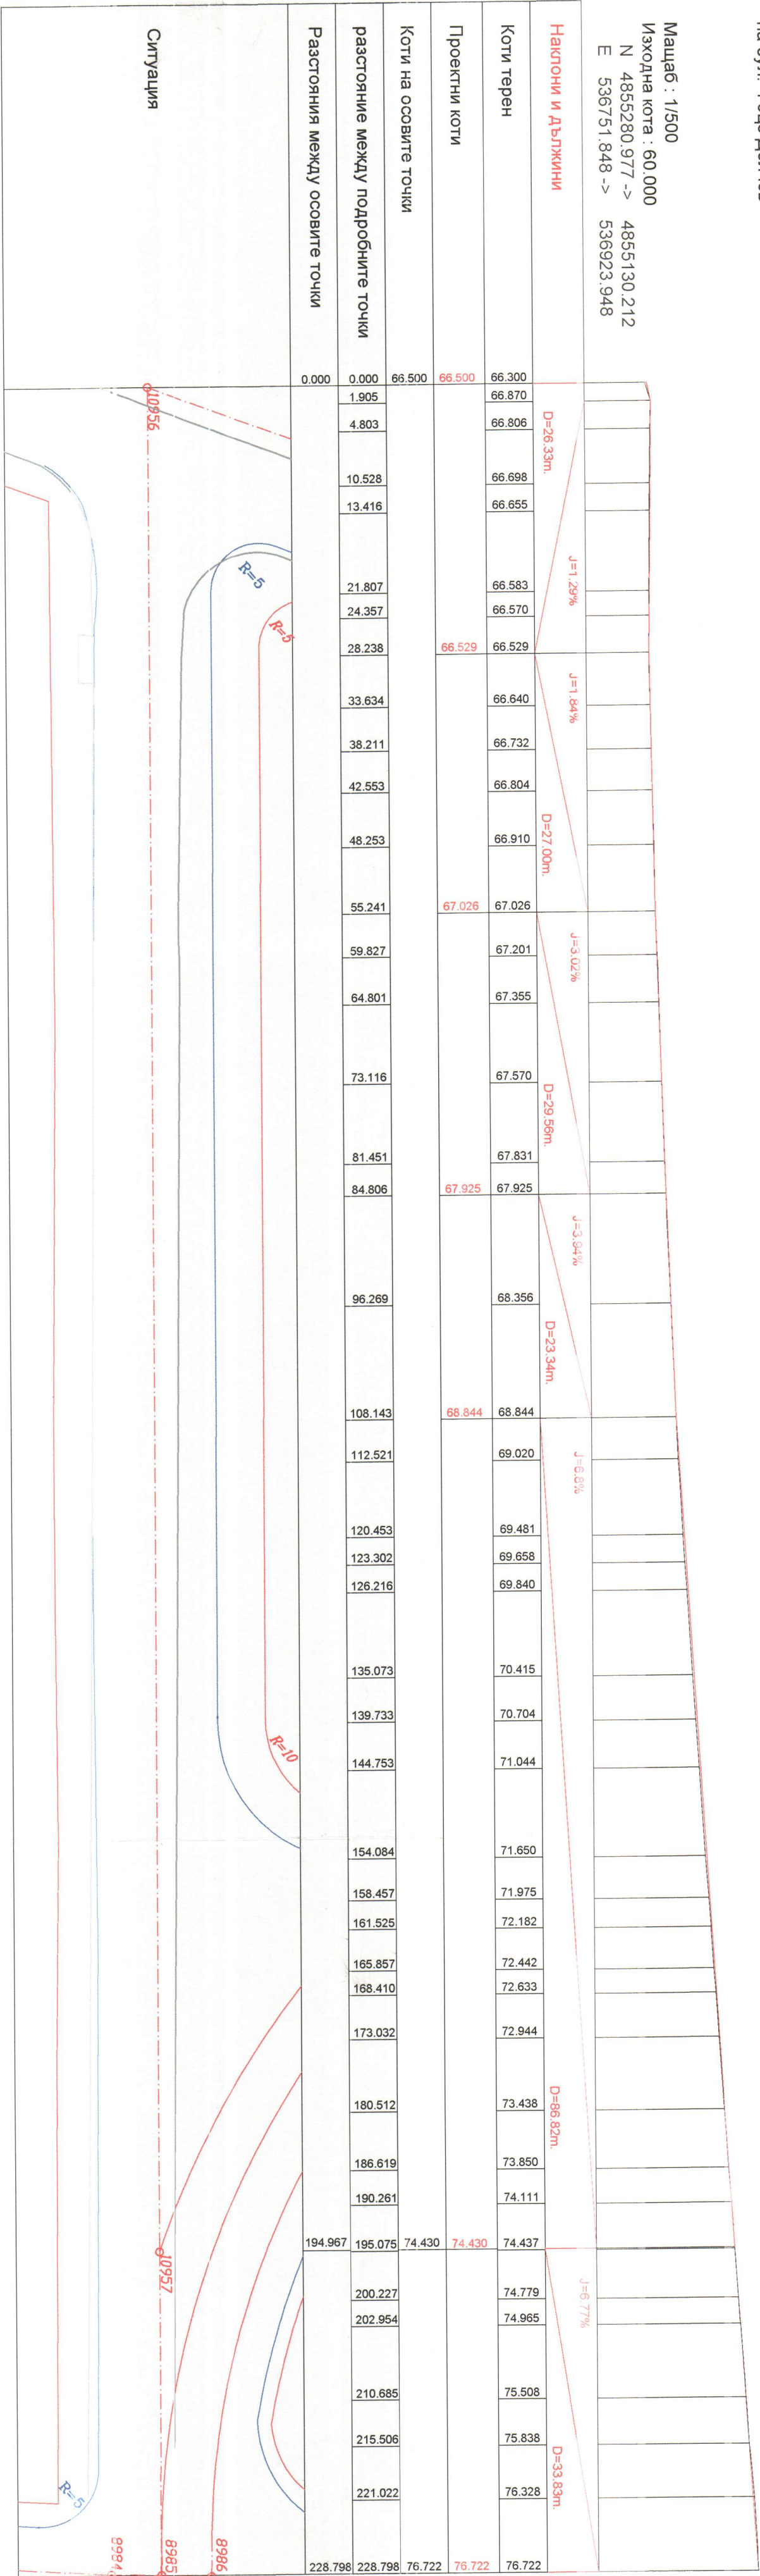 Мащаб : 1/500
Изходна кота : 60.000
N 4855280.977 -> 4855130.212
E 536751.848 -> 536923.948
Наклони и дължини
D=26.33m. J=1.29% J=1.84% D=27.00m. J=3.02% D=29.56m. J=3.94% D=23.34m. J=6.8% D=86.82m. J=6.77% D=33.83m.
Коти терен
66.300 66.870 66.806 66.698 66.655 66.583 66.570 66.529 66.640 66.732 66.804 66.910 67.026 67.201 67.355 67.570 67.831 67.925 68.356 68.844 69.020 69.481 69.658 69.840 70.415 70.704 71.044 71.650 71.975 72.182 72.442 72.633 72.944 73.438 73.850 74.111 74.437 74.779 74.965 75.508 75.838 76.328 76.722
Проектни коти
66.500 66.529 67.026 67.925 68.844 74.430 76.722
Коти на осовите точки
66.500 74.430 76.722
разстояние между подробните точки
0.000 1.905 4.803 10.528 13.416 21.807 24.357 28.238 33.634 38.211 42.553 48.253 55.241 59.827 64.801 73.116 81.451 84.806 96.269 108.143 112.521 120.453 123.302 126.216 135.073 139.733 144.753 154.084 158.457 161.525 165.857 168.410 173.032 180.512 186.619 190.261 195.075 200.227 202.954 210.685 215.506 221.022 228.798
Разстояния между осовите точки
0.000 194.967 228.798
Ситуация
10956
R=5
R=5
R=10
10957
R=5
8986
8985
8984